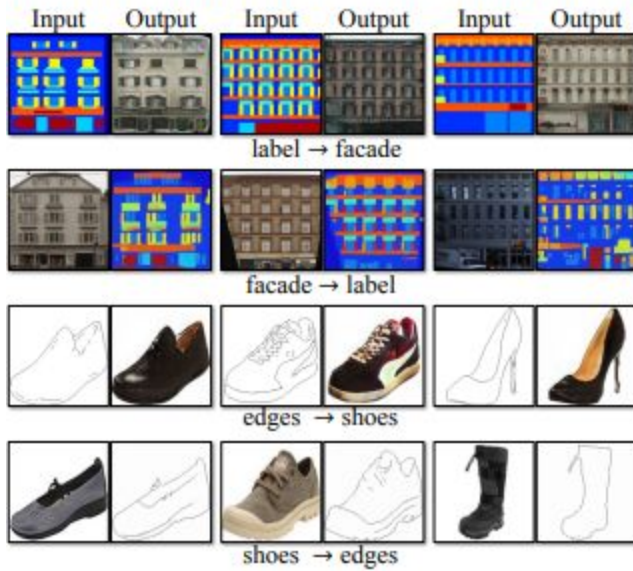 Input Output Input Output Input Output
label → facade
facade → label
edges → shoes
shoes → edges